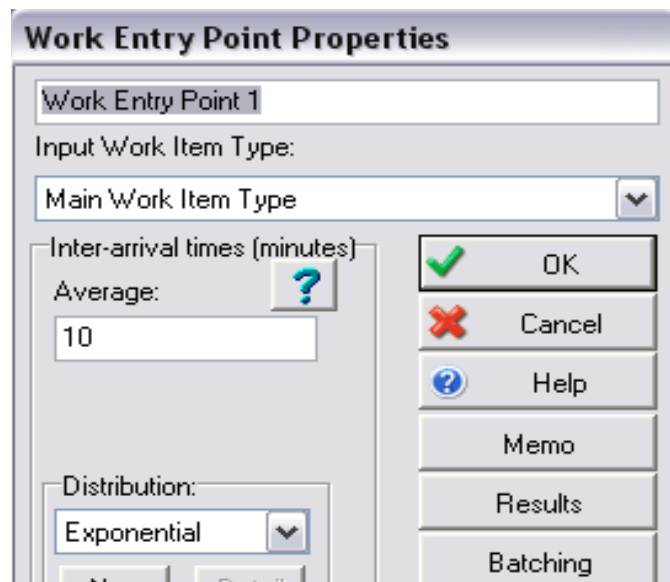 Work Entry Point Properties
Work Entry Point 1
Input Work Item Type:
Main Work Item Type
Inter-arrival times (minutes)
Average:
?
10
OK
Cancel
? Help
Memo
Distribution:
Exponential
Results
Batching